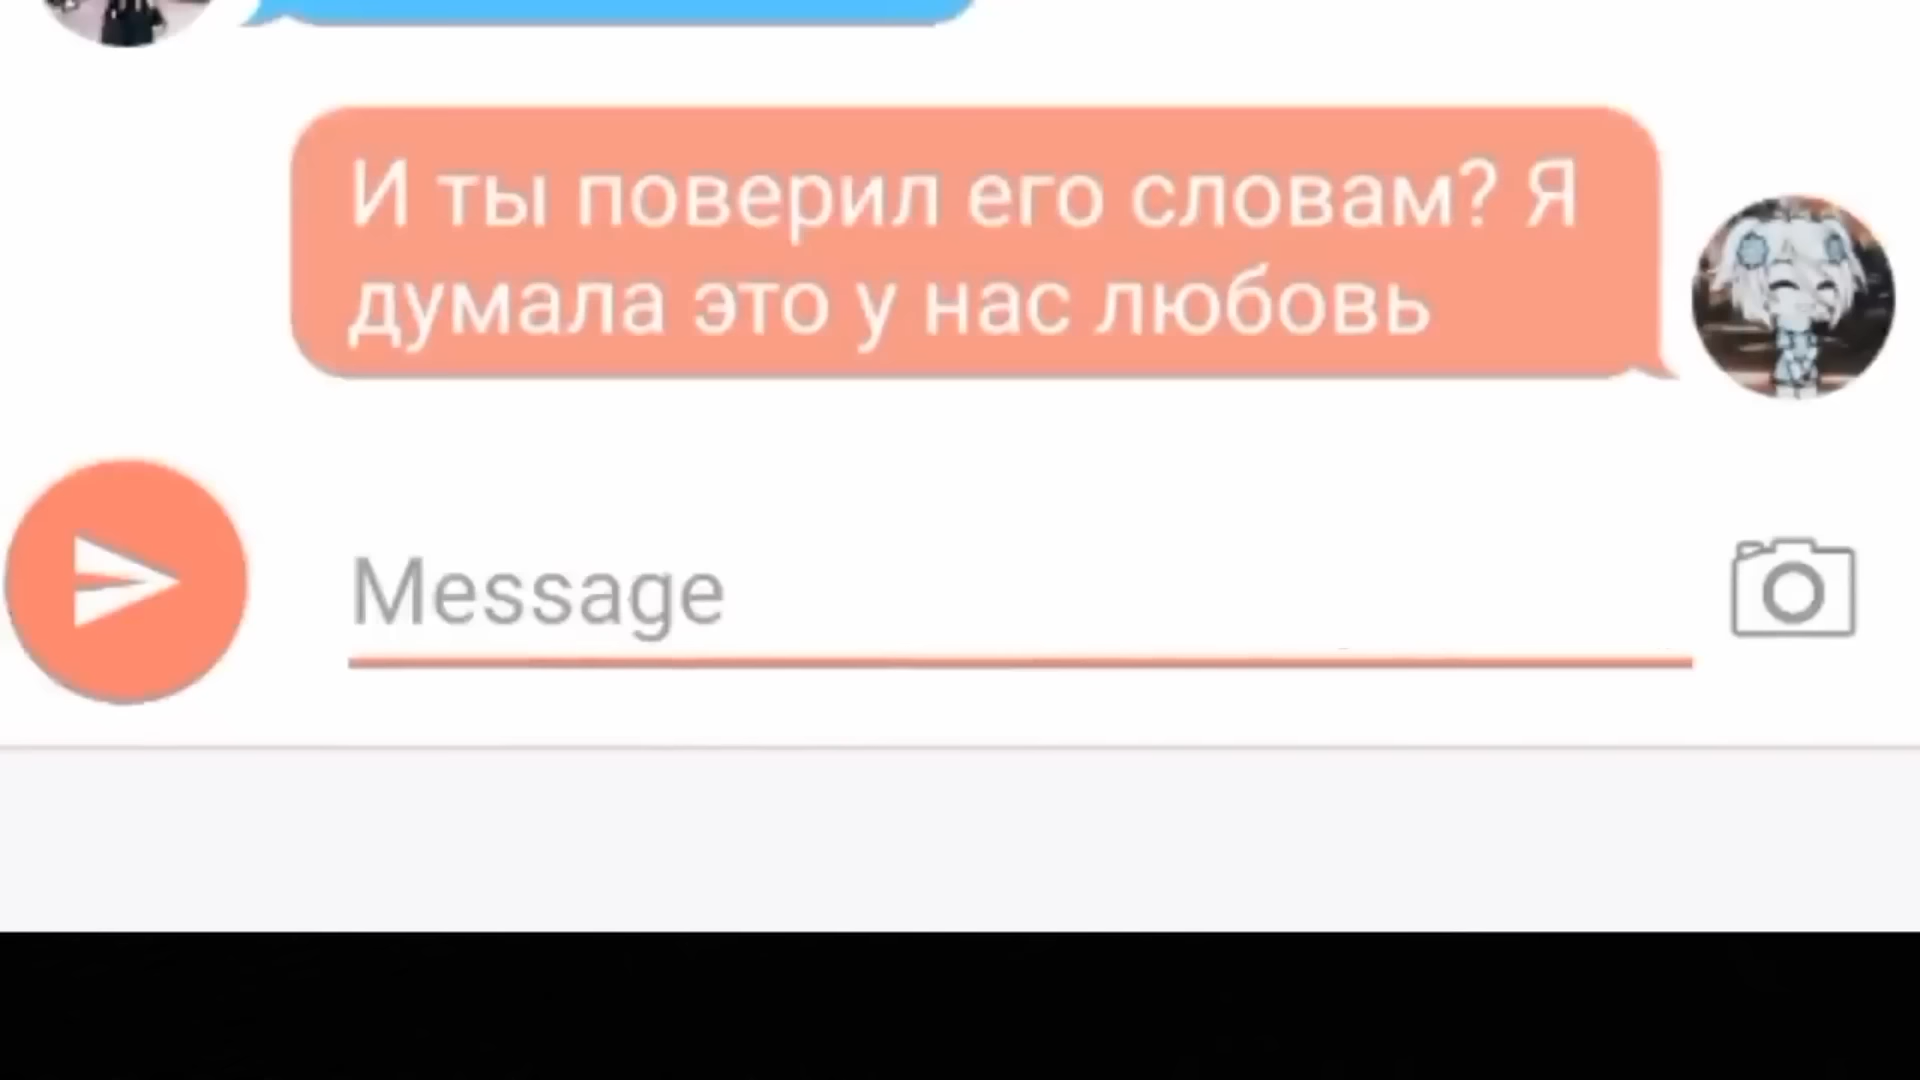 И ты поверил его словам? Я
думала это у нас любовь
Message